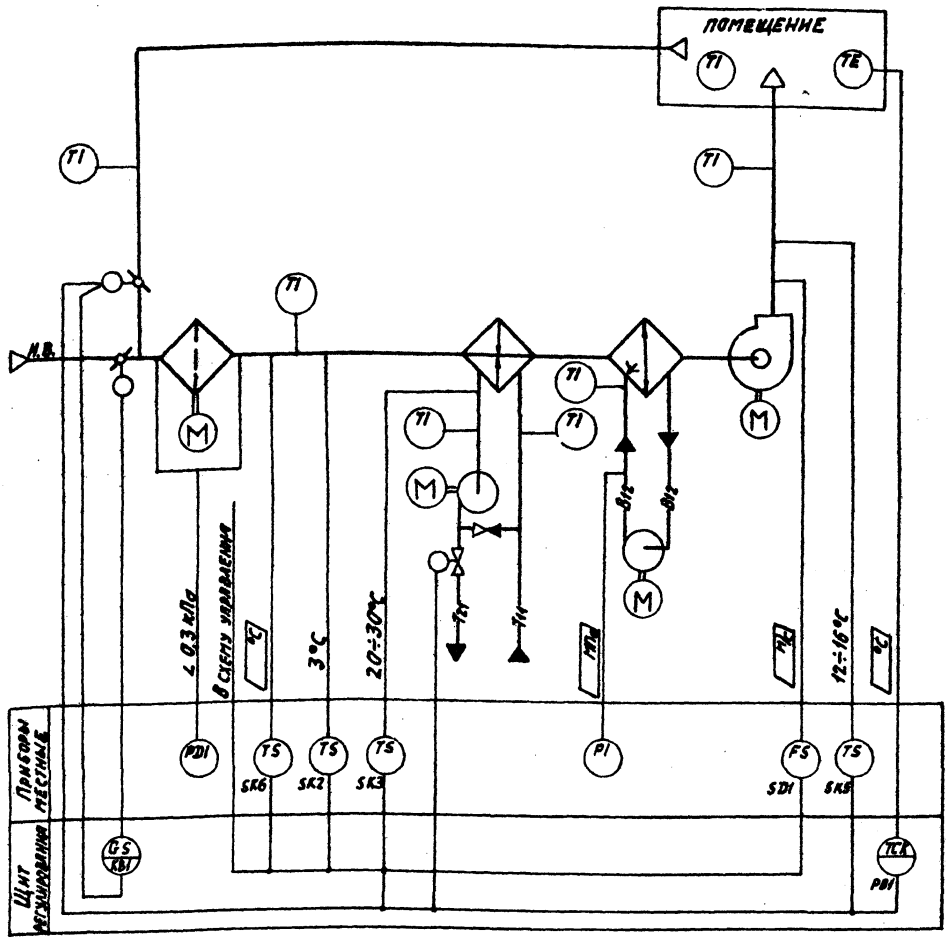 ПОМЕЩЕНИЕ
TI
TE
TI
TI
TI
Н.В.
TI
M
TI
TI
M
M
В12
В12
M
Т21
Т11
< 0,3 кПа
В СХЕМУ УПРАВЛЕНИЯ
°C
3°C
20÷30°C
МПа
12÷16°C
°C
ПРИБОРЫ
МЕСТНЫЕ
PDI
TS
SK6
TS
SK2
TS
SK3
PI
FS
SD1
TS
SK5
ЩИТ
РЕГУЛИРОВАНИЯ
GS
KB1
TCK
PB1